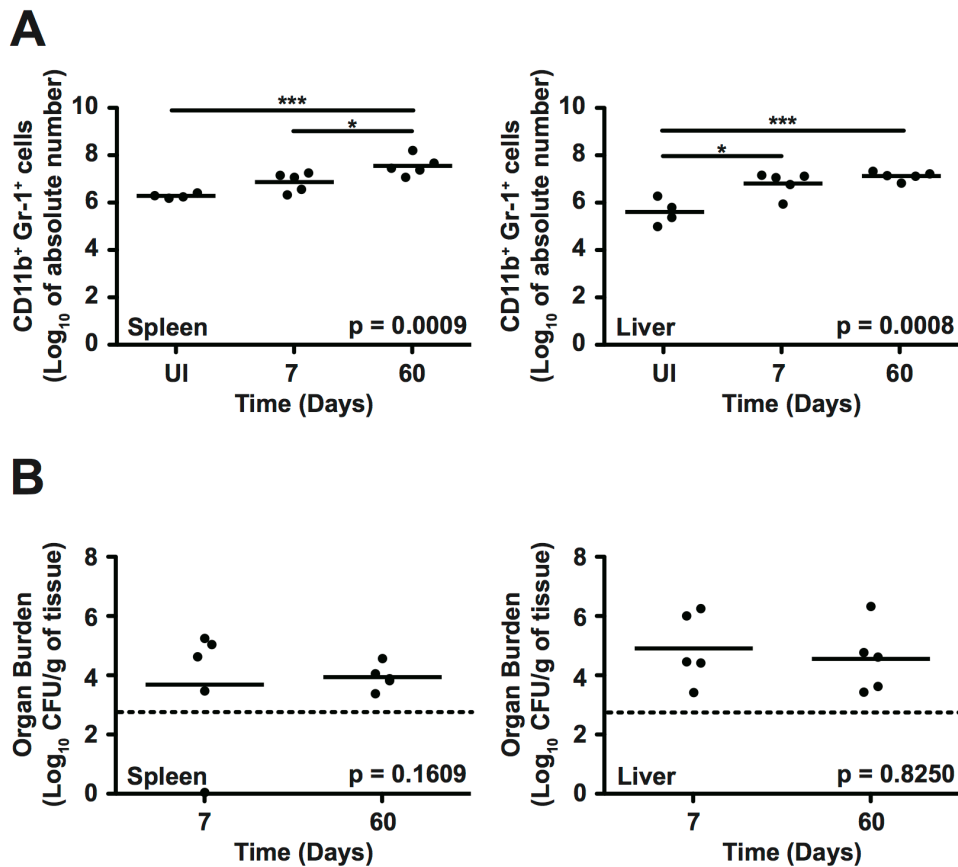 A
CD11b⁺ Gr-1⁺ cells
(Log₁₀ of absolute number)
10
8
6
4
2
0
***
*
Spleen
p = 0.0009
UI
7
60
Time (Days)
CD11b⁺ Gr-1⁺ cells
(Log₁₀ of absolute number)
10
8
6
4
2
0
***
*
Liver
p = 0.0008
UI
7
60
Time (Days)
B
Organ Burden
(Log₁₀ CFU/g of tissue)
8
6
4
2
0
Spleen
p = 0.1609
7
60
Time (Days)
Organ Burden
(Log₁₀ CFU/g of tissue)
8
6
4
2
0
Liver
p = 0.8250
7
60
Time (Days)